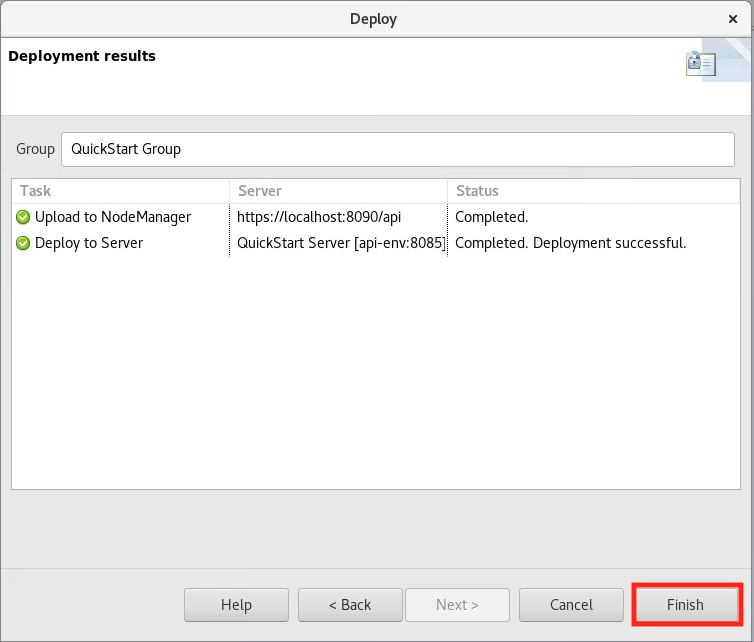 Deploy
Deployment results
Group QuickStart Group
Task Server Status
Upload to NodeManager https://localhost:8090/api Completed.
Deploy to Server QuickStart Server [api-env:8085] Completed. Deployment successful.
Help < Back Next > Cancel Finish